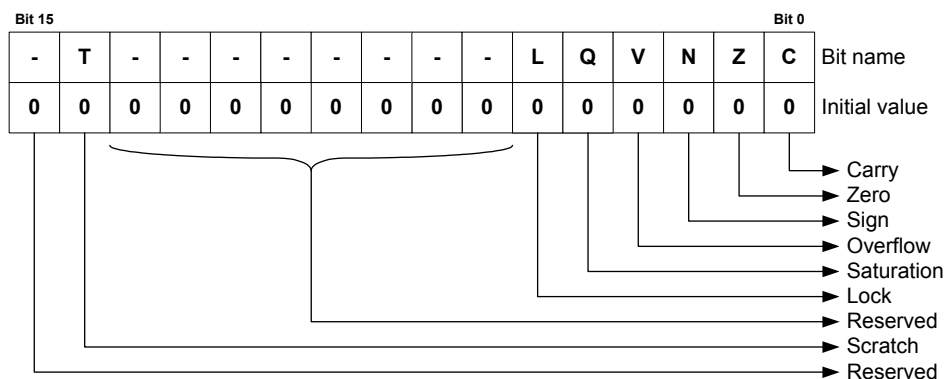 Bit 15 Bit 0
- T - - - - - - - - L Q V N Z C Bit name
0 0 0 0 0 0 0 0 0 0 0 0 0 0 0 0 Initial value
Carry
Zero
Sign
Overflow
Saturation
Lock
Reserved
Scratch
Reserved